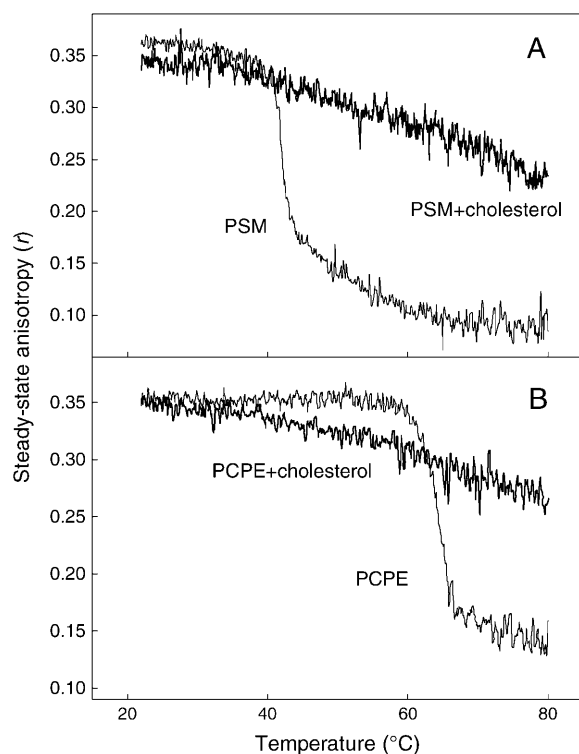 A
0.35
0.30
0.25
0.20
0.15
0.10
PSM+cholesterol
PSM
Steady-state anisotropy (r)
B
0.35
0.30
0.25
0.20
0.15
0.10
PCPE+cholesterol
PCPE
20 40 60 80
Temperature (°C)